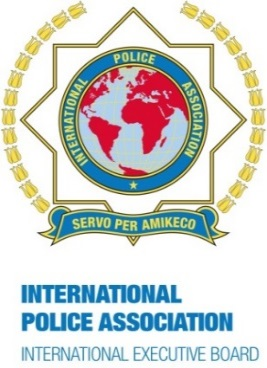 INTERNATIONAL POLICE ASSOCIATION
SERVO PER AMIKECO
INTERNATIONAL
POLICE ASSOCIATION
INTERNATIONAL EXECUTIVE BOARD